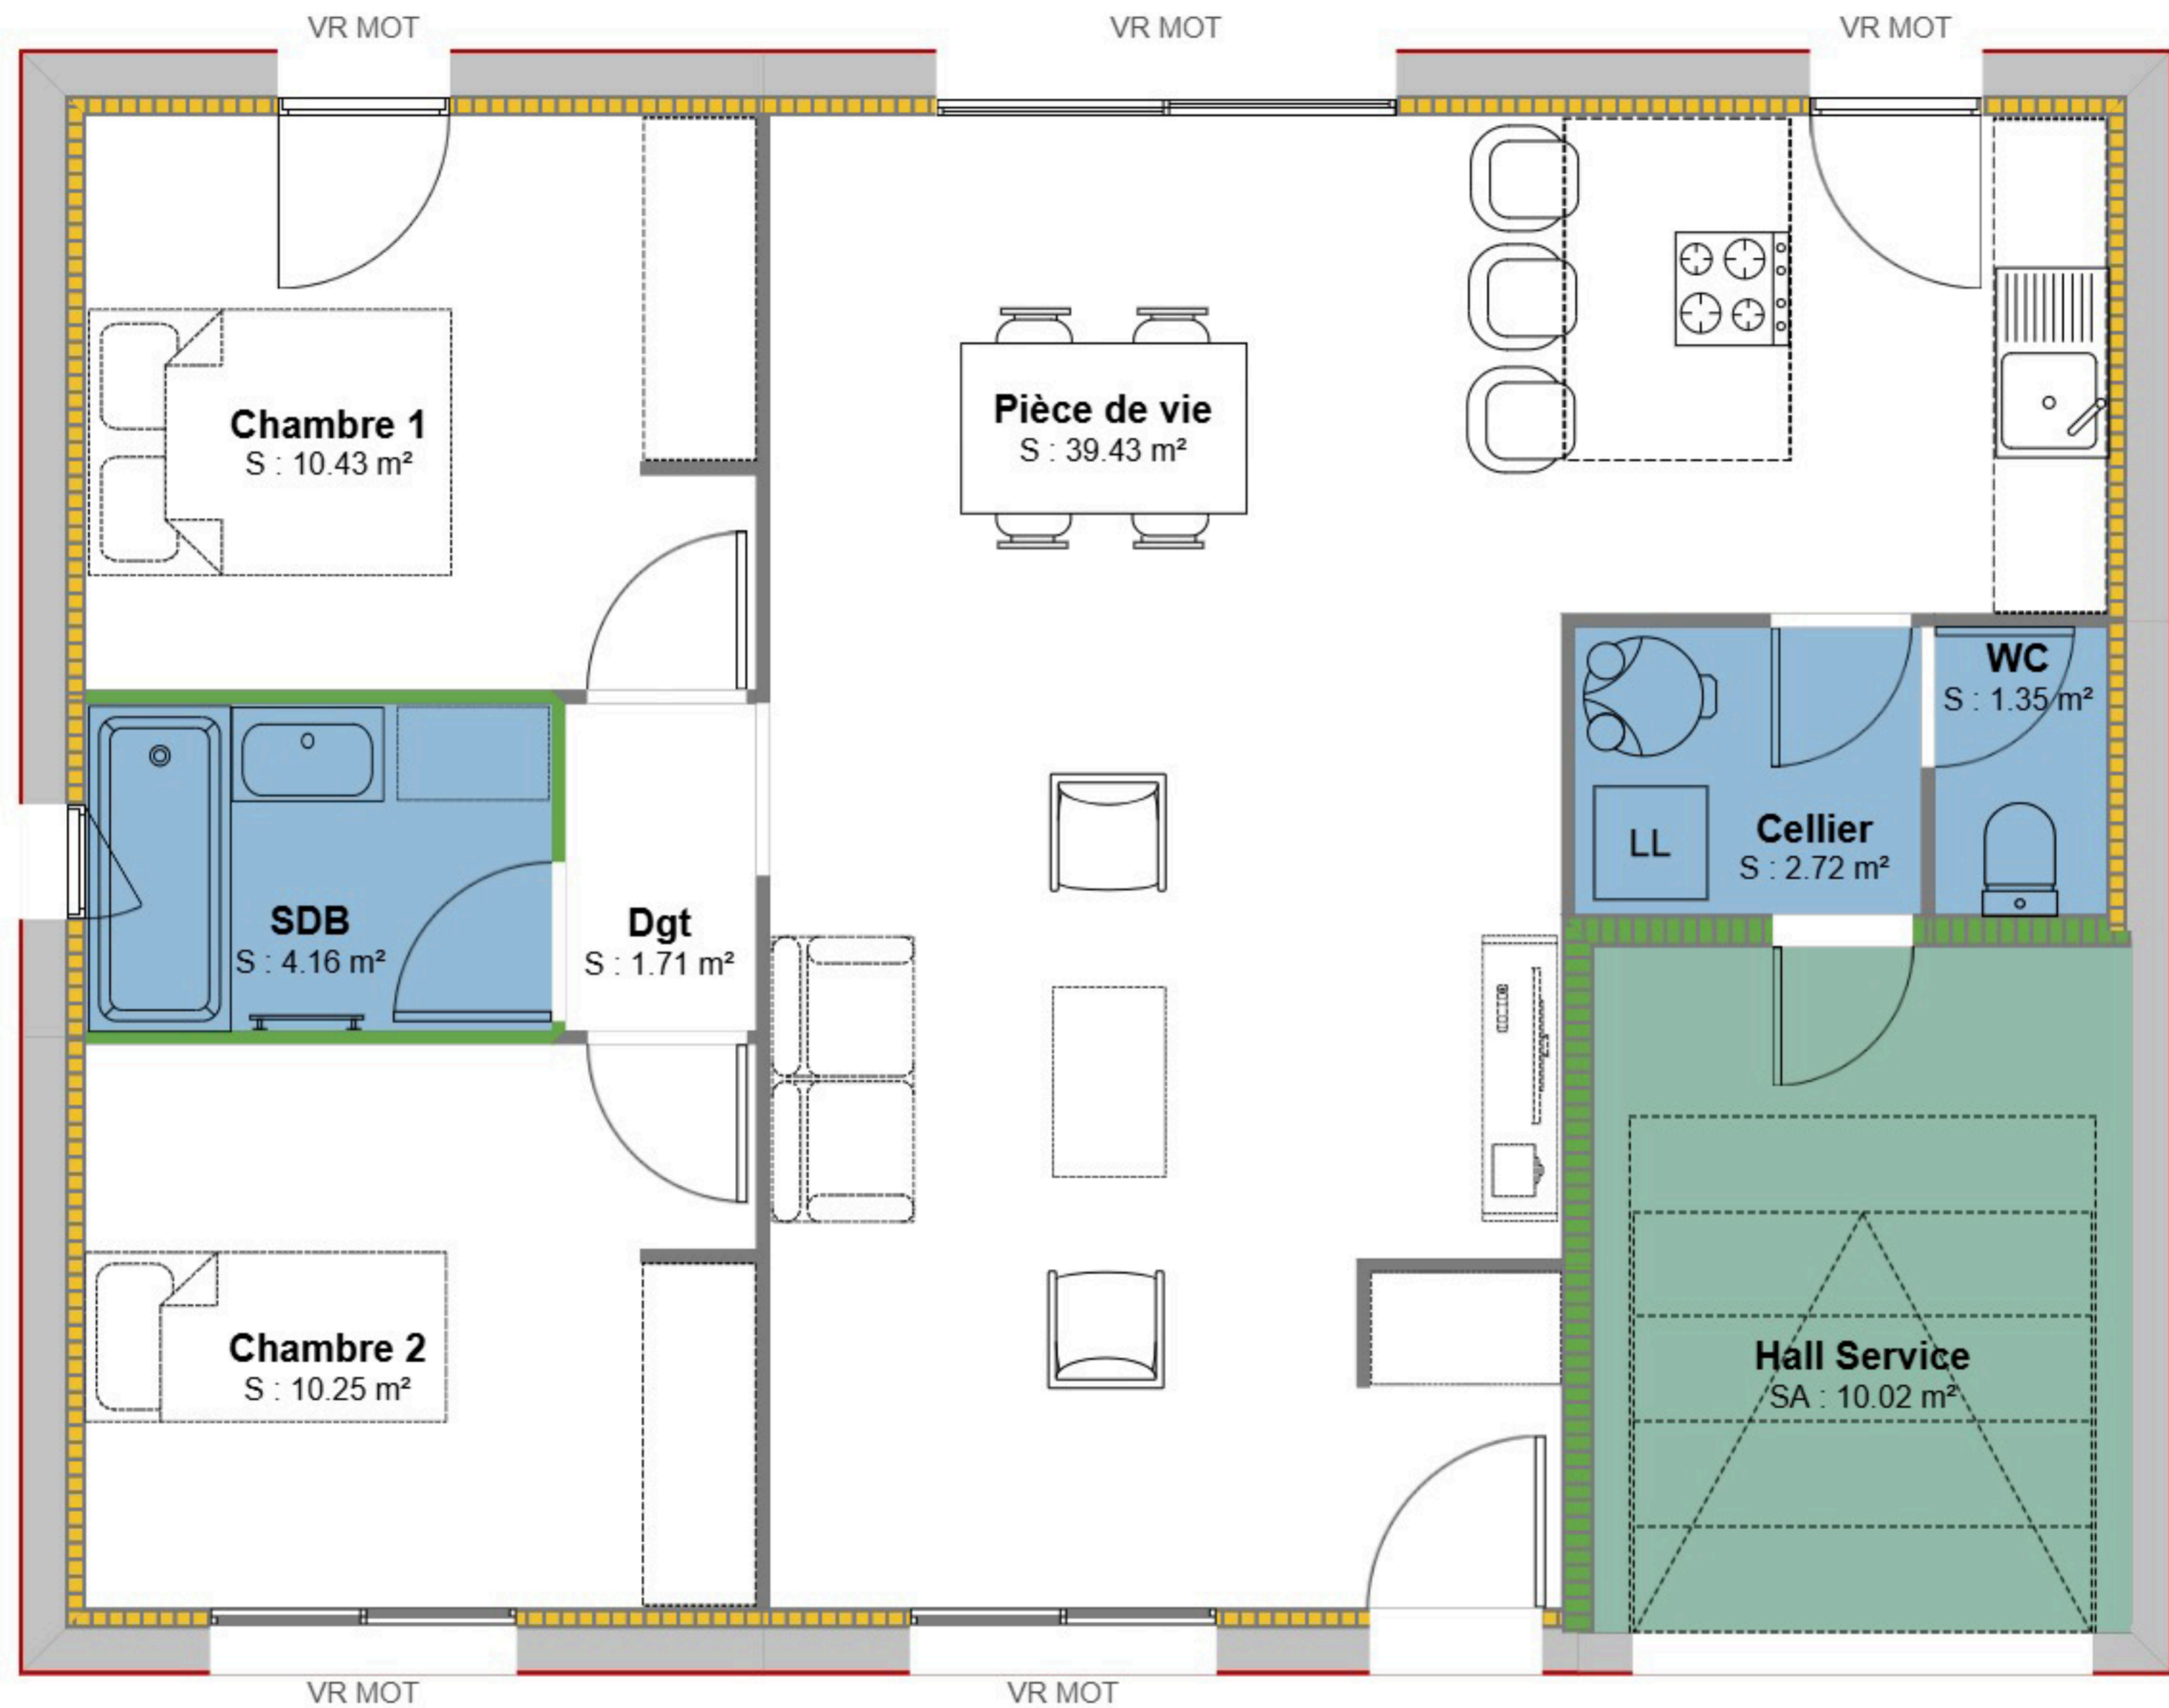 VR MOT
VR MOT
VR MOT
Chambre 1
S : 10.43 m²
Pièce de vie
S : 39.43 m²
WC
S : 1.35 m²
LL
Cellier
S : 2.72 m²
SDB
S : 4.16 m²
Dgt
S : 1.71 m²
Chambre 2
S : 10.25 m²
Hall Service
SA : 10.02 m²
VR MOT
VR MOT